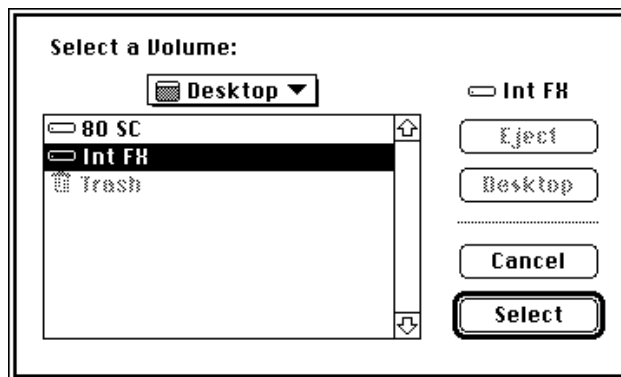 Select a Volume:
Desktop
Int FX
80 SC
Int FX
Trash
Eject
Desktop
Cancel
Select